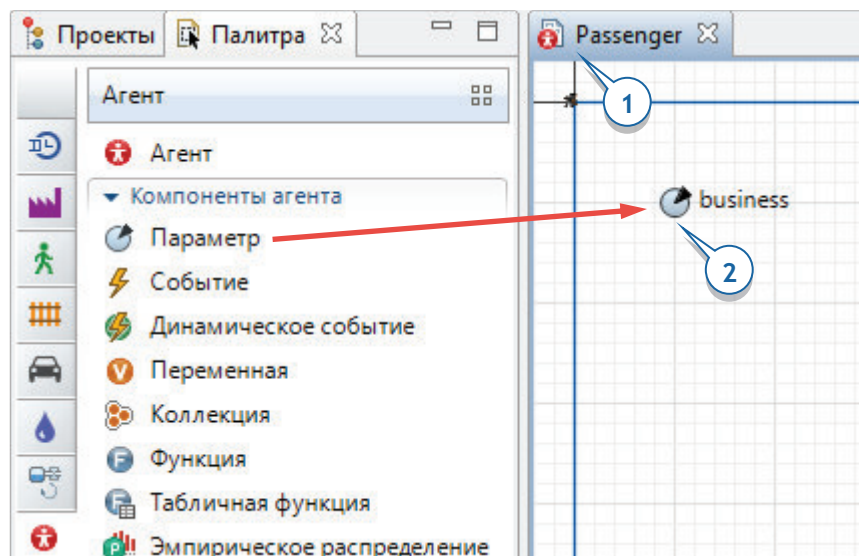 Проекты Палитра Passenger
1
Агент
Агент
Компоненты агента
business
Параметр
2
Событие
Динамическое событие
Переменная
Коллекция
Функция
Табличная функция
Эмпирическое распределение